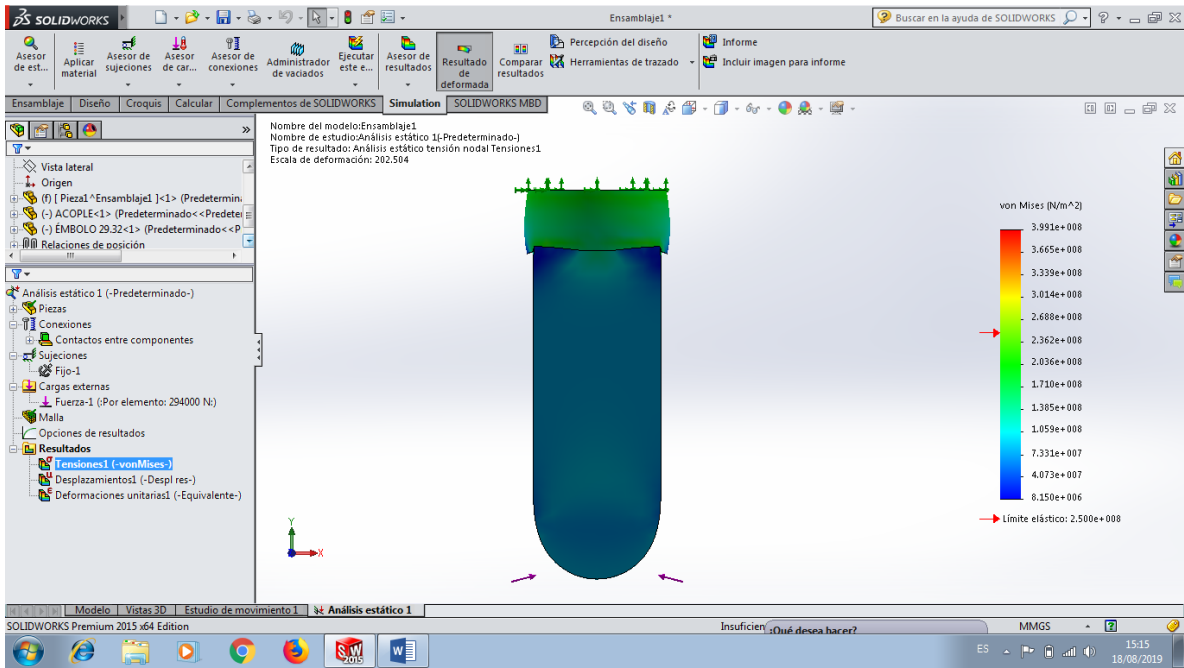 SOLIDWORKS
Ensamblaje1 *
Buscar en la ayuda de SOLIDWORKS
?
Asesor de est...
Aplicar material
Asesor de sujeciones
Asesor de car...
Asesor de conexiones
Administrador de vaciados
Ejecutar este e...
Asesor de resultados
Resultado de deformada
Comparar resultados
Percepción del diseño
Herramientas de trazado
Informe
Incluir imagen para informe
Ensamblaje Diseño Croquis Calcular Complementos de SOLIDWORKS Simulation SOLIDWORKS MBD
Vista lateral
Origen
(f) [ Pieza1^Ensamblaje1 ]<1> (Predetermina
(-) ACOPLE<1> (Predeterminado<<Predeter
(-) ÉMBOLO 29.32<1> (Predeterminado<<P
Relaciones de posición
Análisis estático 1 (-Predeterminado-)
Piezas
Conexiones
Contactos entre componentes
Sujeciones
Fijo-1
Cargas externas
Fuerza-1 (:Por elemento: 294000 N:)
Malla
Opciones de resultados
Resultados
Tensiones1 (-vonMises-)
Desplazamientos1 (-Despl res-)
Deformaciones unitarias1 (-Equivalente-)
Nombre del modelo:Ensamblaje1
Nombre de estudio:Análisis estático 1(-Predeterminado-)
Tipo de resultado: Análisis estático tensión nodal Tensiones1
Escala de deformación: 202.504
von Mises (N/m^2)
3.991e+008
3.665e+008
3.339e+008
3.014e+008
2.688e+008
2.362e+008
2.036e+008
1.710e+008
1.385e+008
1.059e+008
7.331e+007
4.073e+007
8.150e+006
Límite elástico: 2.500e+008
Y
X
Modelo Vistas 3D Estudio de movimiento 1 Análisis estático 1
SOLIDWORKS Premium 2015 x64 Edition
Insuficien
¿Qué desea hacer?
MMGS
?
SW 2015
W
ES
15:15
18/08/2019